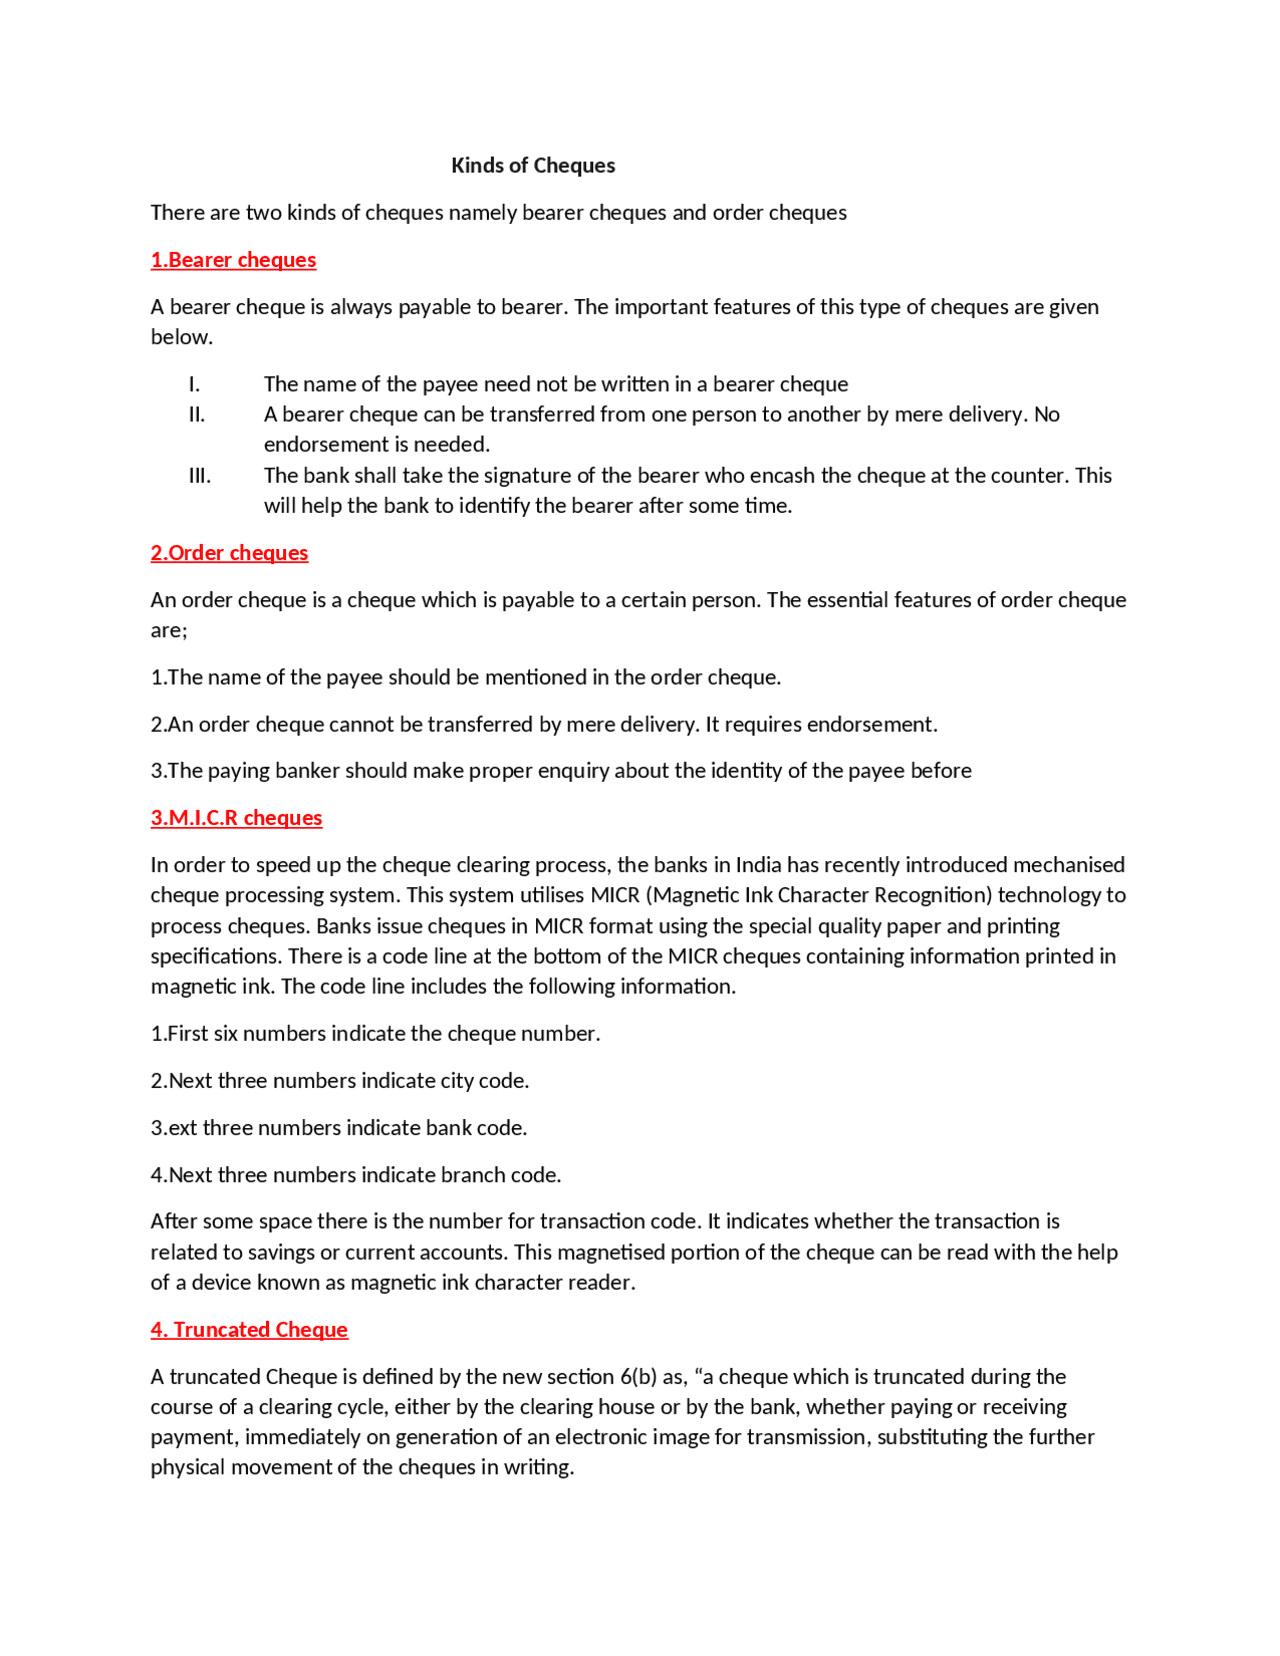 Kinds of Cheques
There are two kinds of cheques namely bearer cheques and order cheques
1.Bearer cheques
A bearer cheque is always payable to bearer. The important features of this type of cheques are given
below.
I. The name of the payee need not be written in a bearer cheque
II. A bearer cheque can be transferred from one person to another by mere delivery. No
endorsement is needed.
III. The bank shall take the signature of the bearer who encash the cheque at the counter. This
will help the bank to identify the bearer after some time.
2.Order cheques
An order cheque is a cheque which is payable to a certain person. The essential features of order cheque
are;
1.The name of the payee should be mentioned in the order cheque.
2.An order cheque cannot be transferred by mere delivery. It requires endorsement.
3.The paying banker should make proper enquiry about the identity of the payee before
3.M.I.C.R cheques
In order to speed up the cheque clearing process, the banks in India has recently introduced mechanised
cheque processing system. This system utilises MICR (Magnetic Ink Character Recognition) technology to
process cheques. Banks issue cheques in MICR format using the special quality paper and printing
specifications. There is a code line at the bottom of the MICR cheques containing information printed in
magnetic ink. The code line includes the following information.
1.First six numbers indicate the cheque number.
2.Next three numbers indicate city code.
3.ext three numbers indicate bank code.
4.Next three numbers indicate branch code.
After some space there is the number for transaction code. It indicates whether the transaction is
related to savings or current accounts. This magnetised portion of the cheque can be read with the help
of a device known as magnetic ink character reader.
4. Truncated Cheque
A truncated Cheque is defined by the new section 6(b) as, “a cheque which is truncated during the
course of a clearing cycle, either by the clearing house or by the bank, whether paying or receiving
payment, immediately on generation of an electronic image for transmission, substituting the further
physical movement of the cheques in writing.